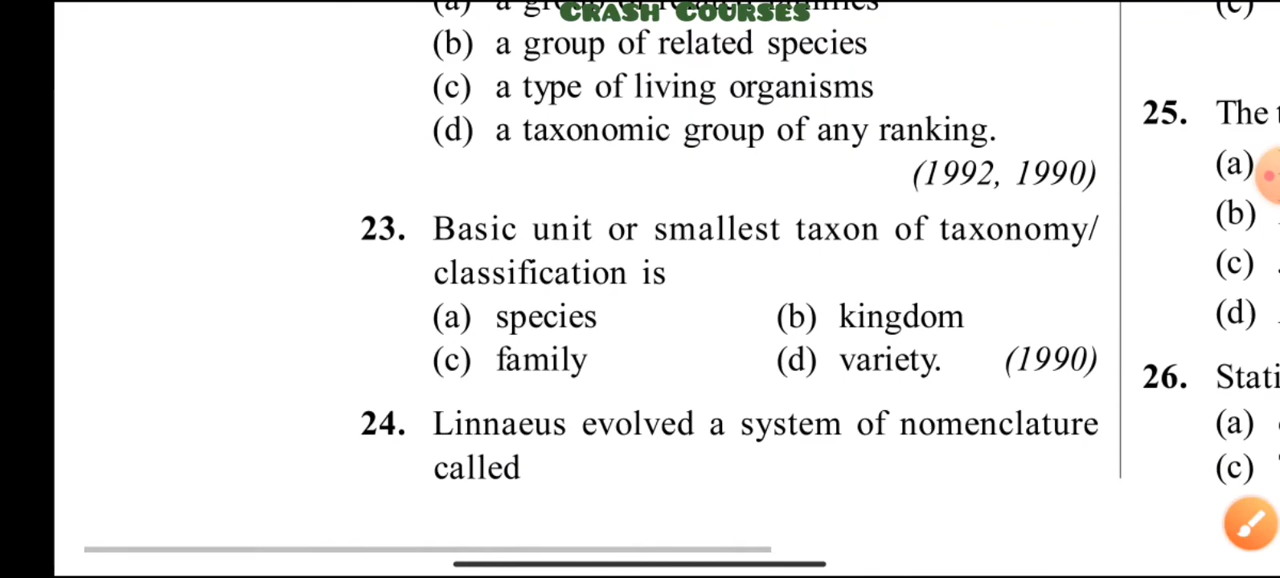 CRASH COURSES
(b) a group of related species
(c) a type of living organisms
(d) a taxonomic group of any ranking.
(1992, 1990)
23. Basic unit or smallest taxon of taxonomy/
classification is
(a) species (b) kingdom
(c) family (d) variety. (1990)
24. Linnaeus evolved a system of nomenclature
called
(c)
25. The
(a)
(b)
(c)
(d)
26. Stati
(a)
(c)